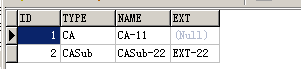 ID TYPE NAME EXT
1 CA CA-11 (Null)
2 CASub CASub-22 EXT-22